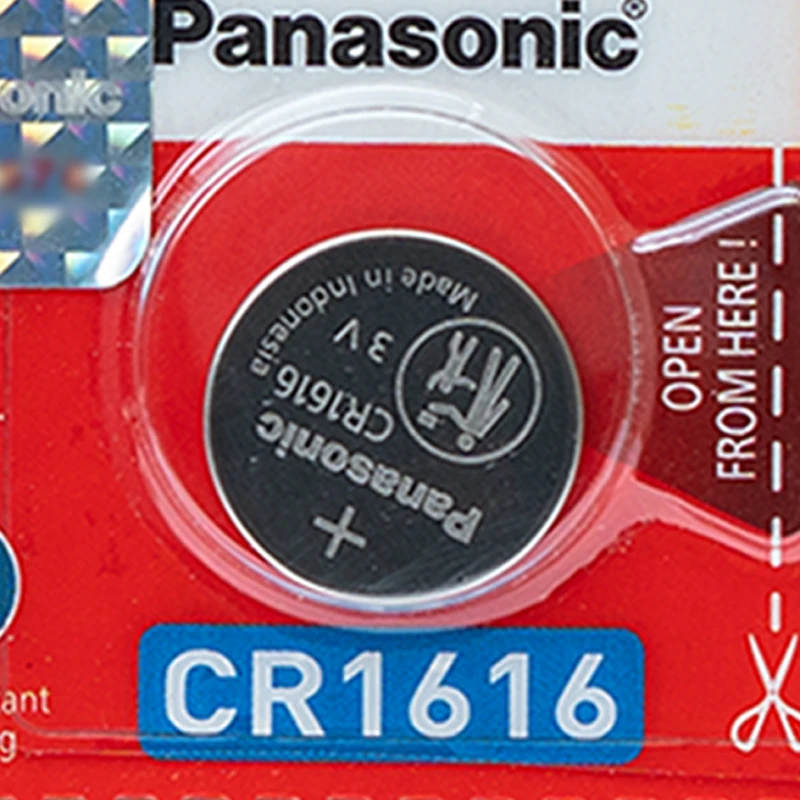 Panasonic®
onic
OPEN
FROM HERE !
Made in Indonesia
3 V
CR1616
Panasonic
+
CR1616
ant
g